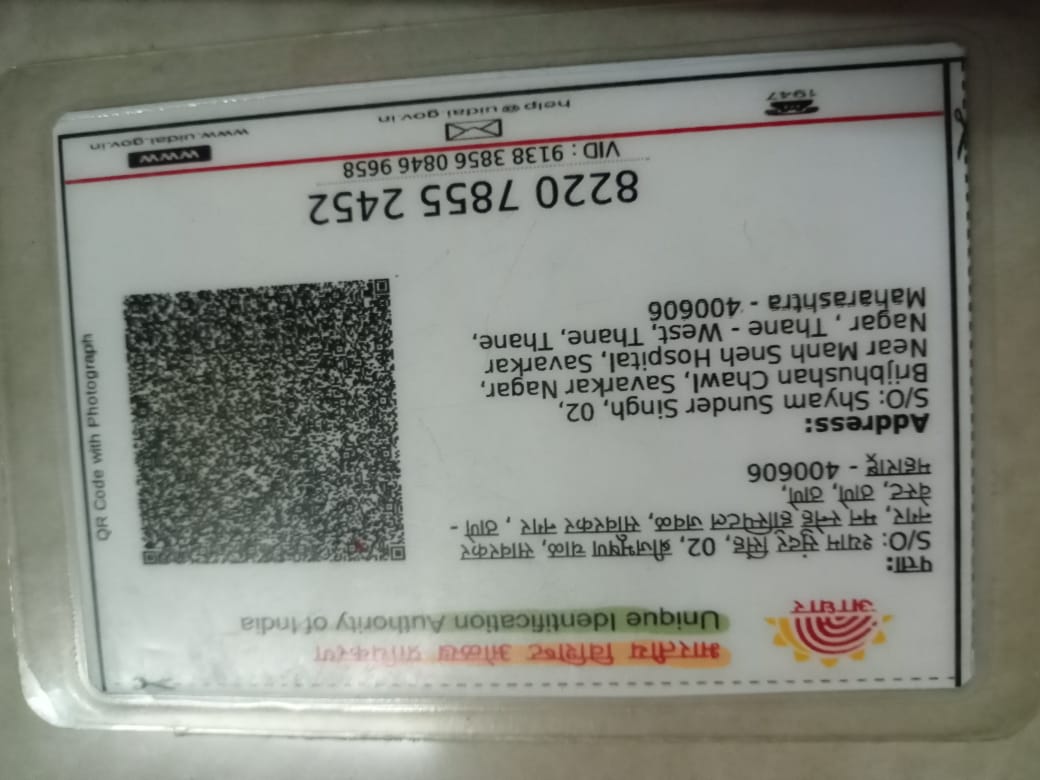 भारतीय विशिष्ट ओळख प्राधिकरण
Unique Identification Authority of India
आधार
पत्ता:
S/O: श्याम सुंदर सिंह, 02, ब्रीजभूषण चाळ, सावरकर
नगर, मन स्नेह हॉस्पिटल जवळ, सावरकर नगर , ठाणे -
वेस्ट, ठाणे, ठाणे,
महाराष्ट्र - 400606
Address:
S/O: Shyam Sunder Singh, 02,
Brijbhushan Chawl, Savarkar Nagar,
Near Manh Sneh Hospital, Savarkar
Nagar , Thane - West, Thane, Thane,
Maharashtra - 400606
QR Code with Photograph
8220 7855 2452
VID : 9138 3856 0846 9658
1947
help@uidai.gov.in
www
www.uidai.gov.in